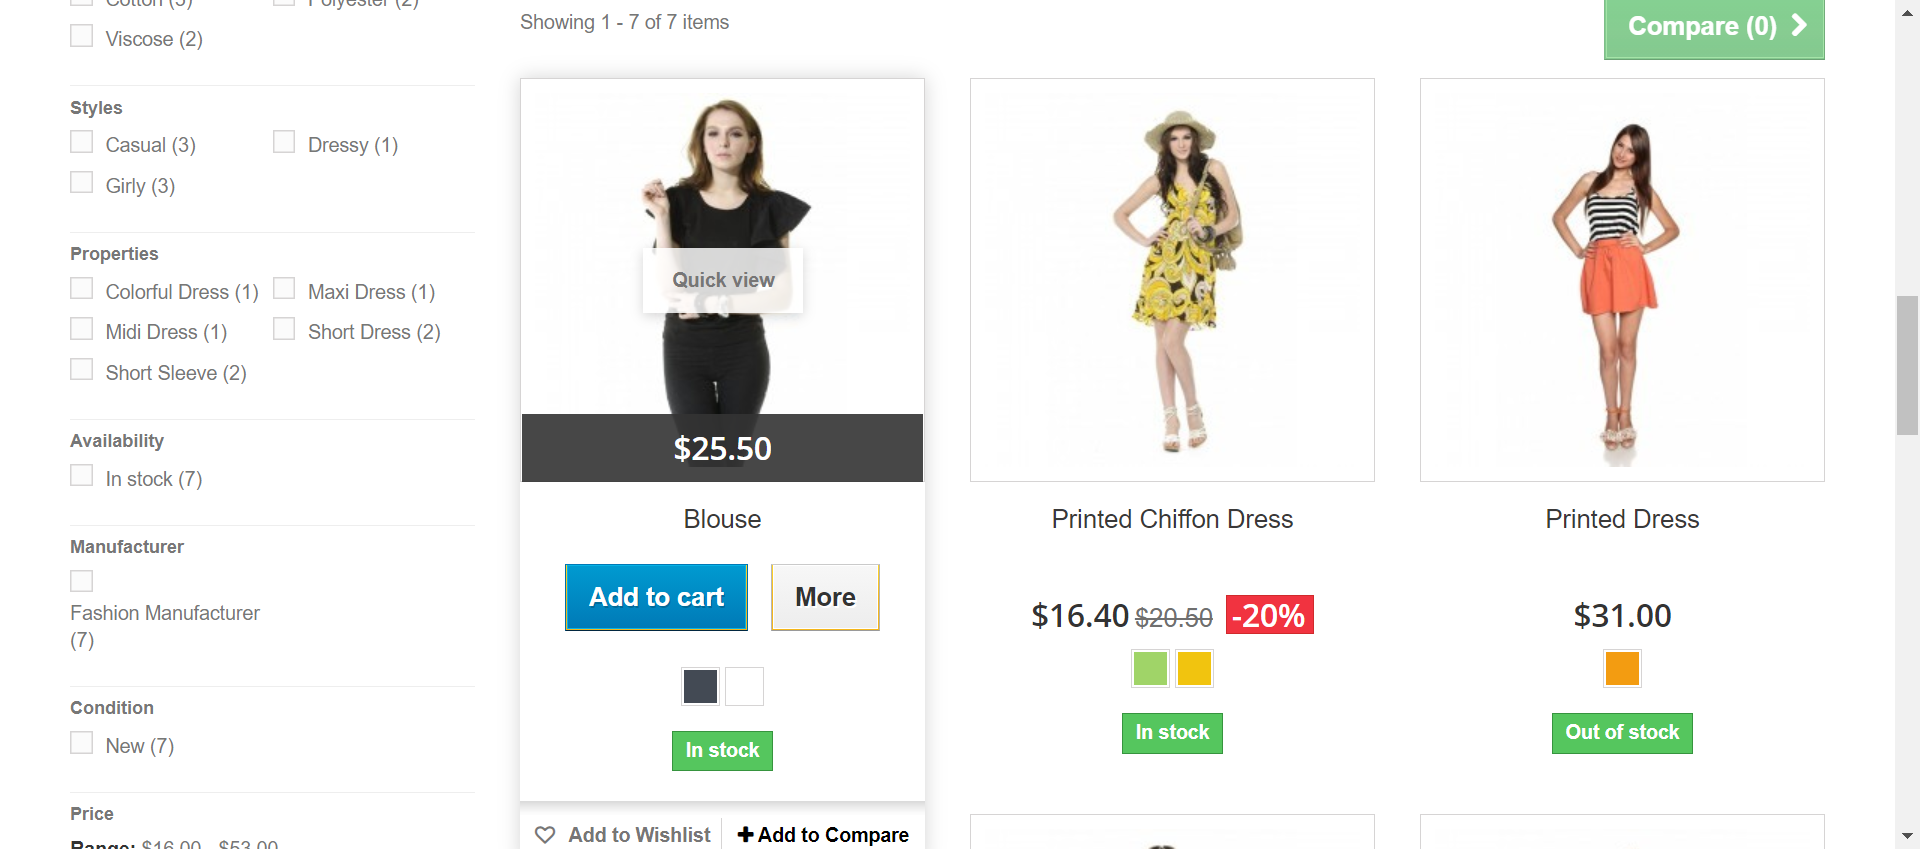 Cotton (5)
Polyester (2)
Viscose (2)
Styles
Casual (3)
Dressy (1)
Girly (3)
Properties
Colorful Dress (1)
Maxi Dress (1)
Midi Dress (1)
Short Dress (2)
Short Sleeve (2)
Availability
In stock (7)
Manufacturer
Fashion Manufacturer
(7)
Condition
New (7)
Price
Range: $16.00 - $53.00
Showing 1 - 7 of 7 items
Compare (0)
Quick view
$25.50
Blouse
Add to cart
More
In stock
Add to Wishlist
Add to Compare
Printed Chiffon Dress
$16.40 $20.50 -20%
In stock
Printed Dress
$31.00
Out of stock